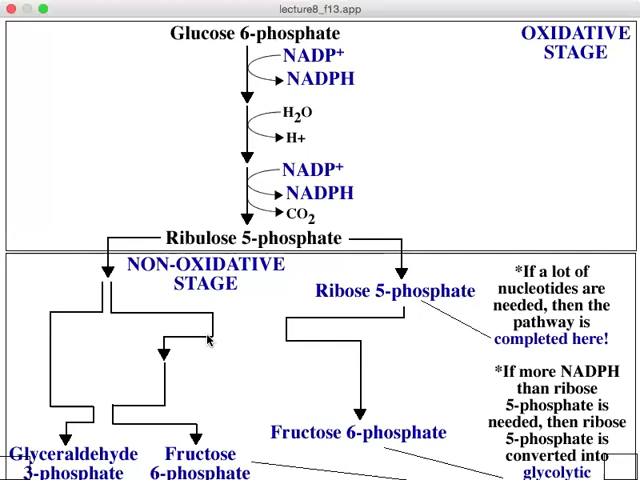 lecture8_f13.app
Glucose 6-phosphate
OXIDATIVE
STAGE
NADP+
NADPH
H2O
H+
NADP+
NADPH
CO2
Ribulose 5-phosphate
NON-OXIDATIVE
STAGE
Ribose 5-phosphate
*If a lot of
nucleotides are
needed, then the
pathway is
completed here!
*If more NADPH
than ribose
5-phosphate is
needed, then ribose
5-phosphate is
converted into
glycolytic
Fructose 6-phosphate
Glyceraldehyde
3-phosphate
Fructose
6-phosphate